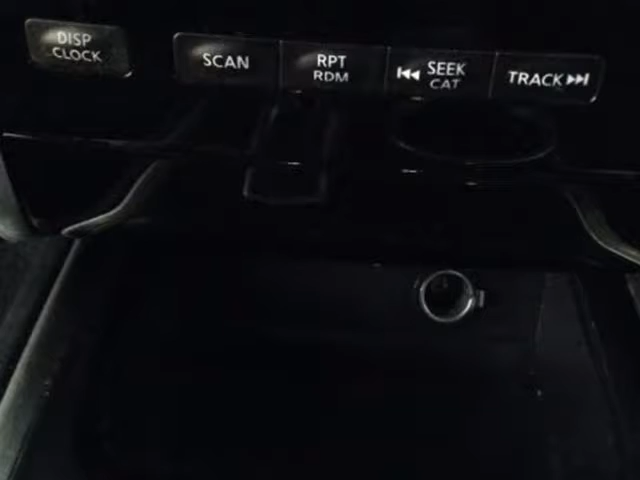 DISP
CLOCK
SCAN
RPT
RDM
SEEK
CAT
TRACK